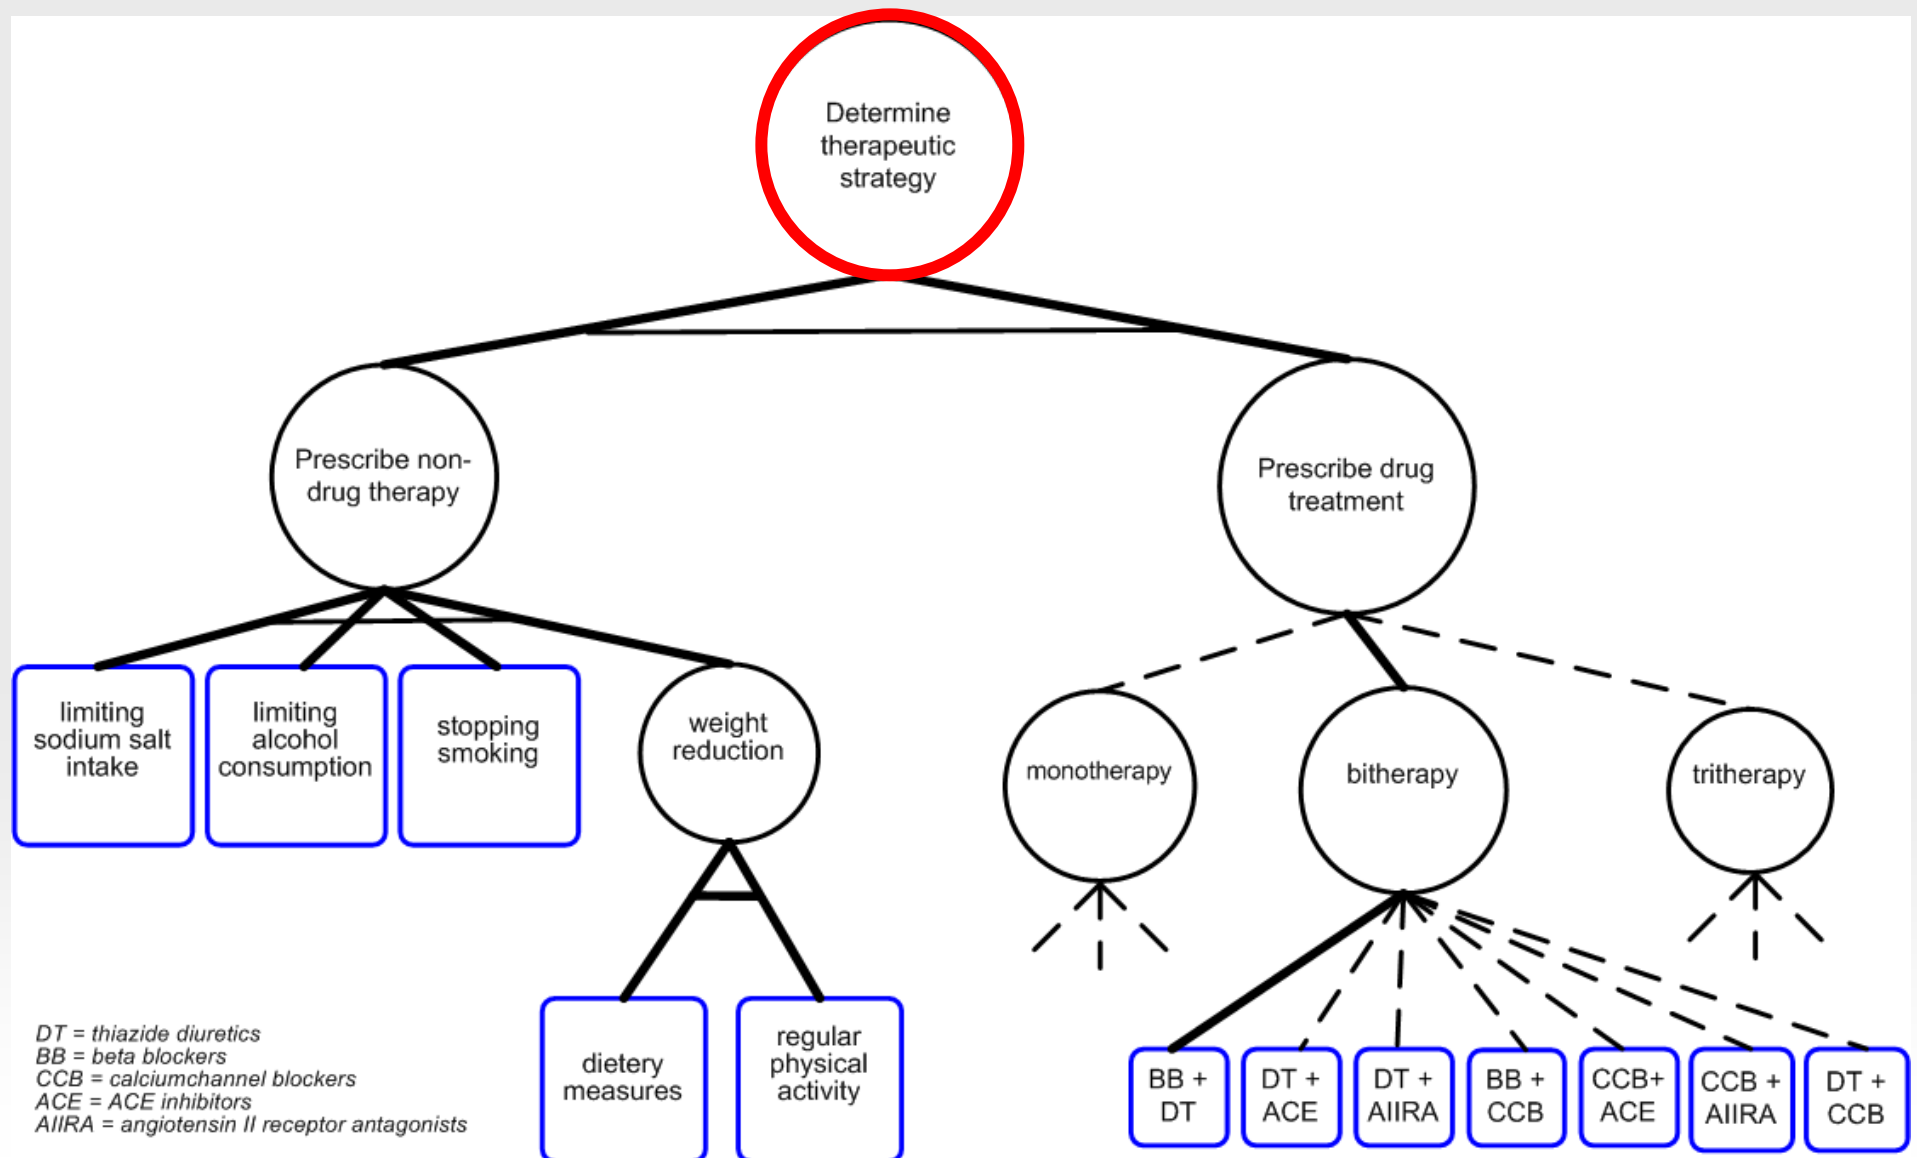 Determine
therapeutic
strategy
Prescribe non-
drug therapy
Prescribe drug
treatment
limiting
sodium salt
intake
limiting
alcohol
consumption
stopping
smoking
weight
reduction
monotherapy
bitherapy
tritherapy
dietery
measures
regular
physical
activity
BB +
DT
DT +
ACE
DT +
AIIRA
BB +
CCB
CCB+
ACE
CCB +
AIIRA
DT +
CCB
DT = thiazide diuretics
BB = beta blockers
CCB = calciumchannel blockers
ACE = ACE inhibitors
AIIRA = angiotensin II receptor antagonists